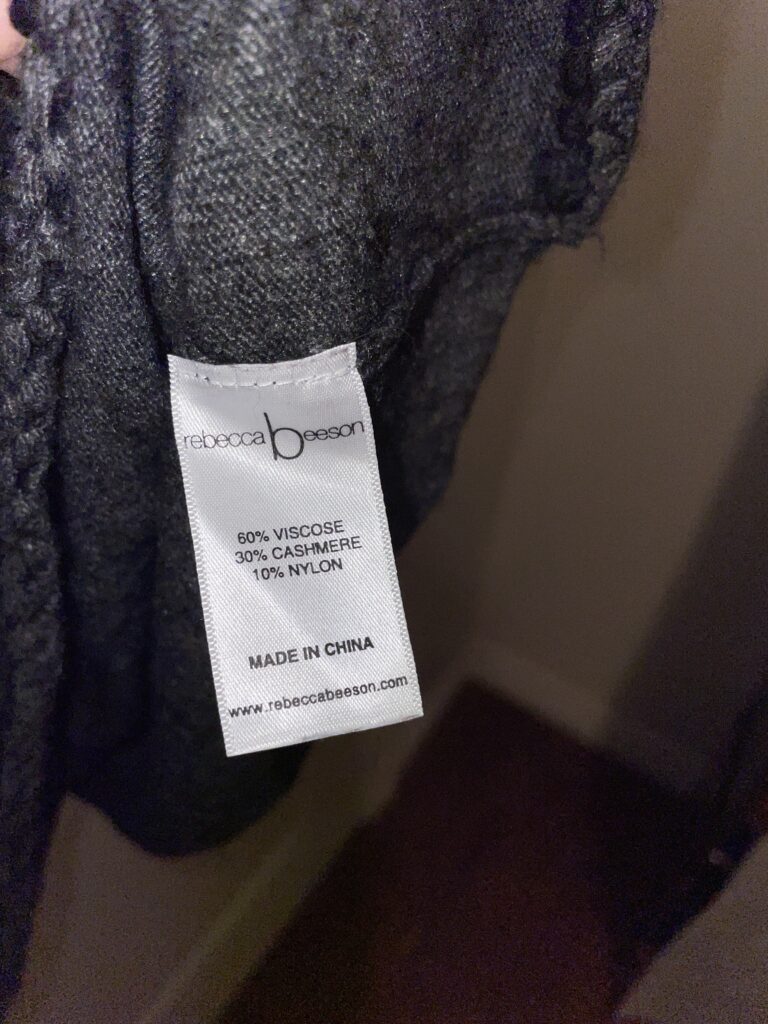 rebecca beeson
60% VISCOSE
30% CASHMERE
10% NYLON
MADE IN CHINA
www.rebeccabeeson.com